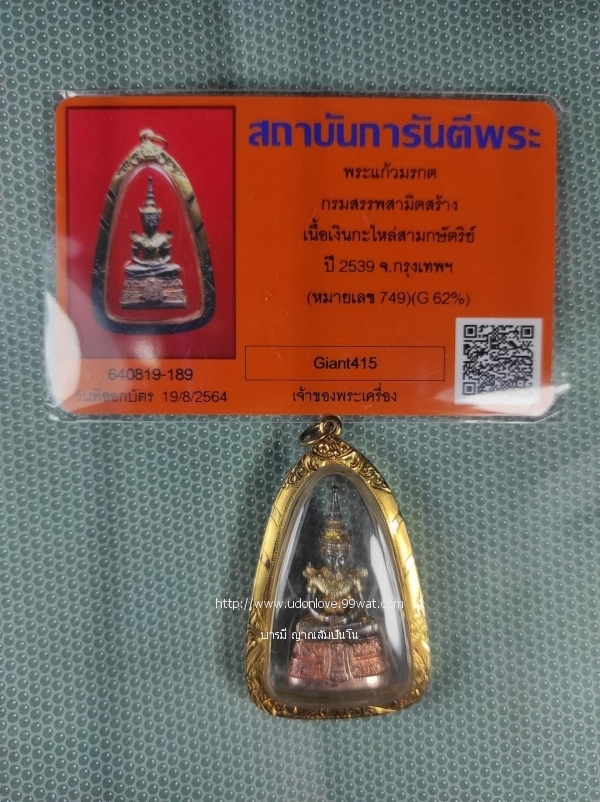 สถาบันการันตีพระ
พระแก้วมรกต
กรมสรรพสามิตสร้าง
เนื้อเงินกะไหล่สามกษัตริย์
ปี 2539 จ.กรุงเทพฯ
(หมายเลข 749)(G 62%)
Giant415
เจ้าของพระเครื่อง
640819-189
วันที่ออกบัตร 19/8/2564
http://www.udonlove.99wat.com
บารมี ญาณสัมปันโน